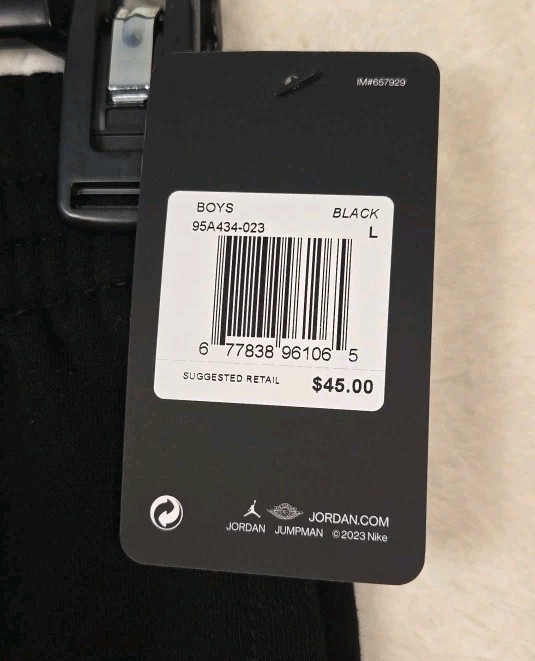 IM#657929
BOYS BLACK
95A434-023 L
6 77838 96106 5
SUGGESTED RETAIL $45.00
JORDAN.COM
JORDAN JUMPMAN ©2023 Nike